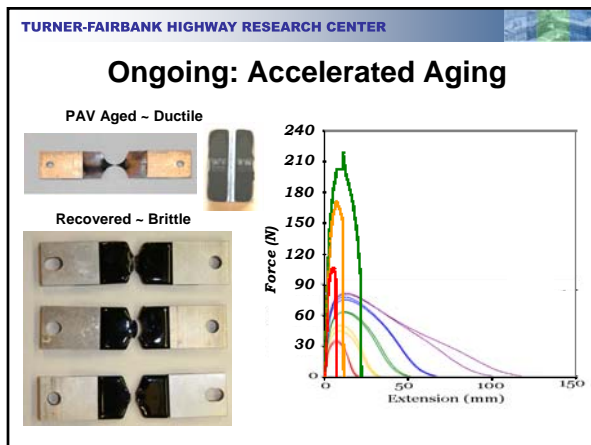 TURNER-FAIRBANK HIGHWAY RESEARCH CENTER
Ongoing: Accelerated Aging
PAV Aged ~ Ductile
Recovered ~ Brittle
240
210
180
150
120
90
60
30
0
Force (N)
0
50
100
150
Extension (mm)